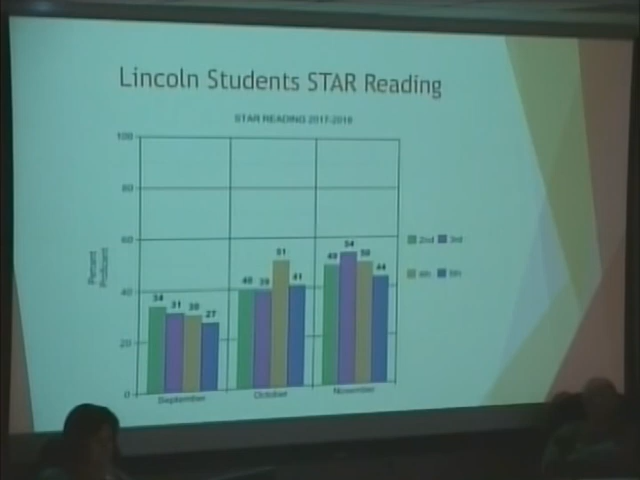 Lincoln Students STAR Reading
STAR READING 2017-2018
100
80
60
40
20
0
Percent
Proficient
34 31 30 27
40 39 51 41
49 54 50 44
September October November
2nd 3rd
4th 5th